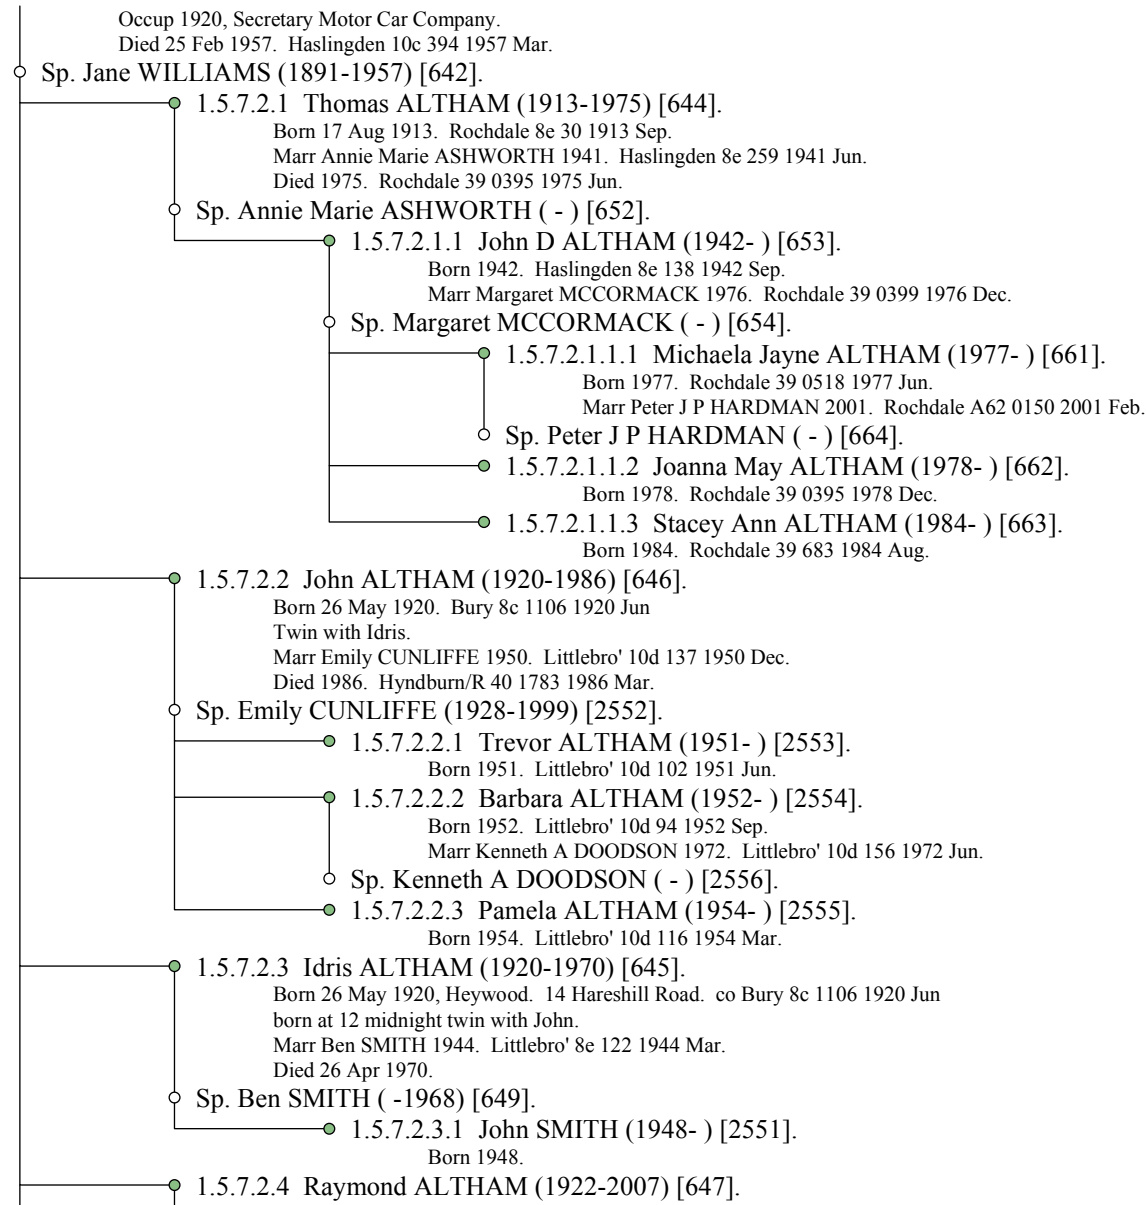 Occup 1920, Secretary Motor Car Company.
Died 25 Feb 1957.  Haslingden 10c 394 1957 Mar.
Sp. Jane WILLIAMS (1891-1957) [642].
1.5.7.2.1  Thomas ALTHAM (1913-1975) [644].
Born 17 Aug 1913.  Rochdale 8e 30 1913 Sep.
Marr Annie Marie ASHWORTH 1941.  Haslingden 8e 259 1941 Jun.
Died 1975.  Rochdale 39 0395 1975 Jun.
Sp. Annie Marie ASHWORTH ( - ) [652].
1.5.7.2.1.1  John D ALTHAM (1942- ) [653].
Born 1942.  Haslingden 8e 138 1942 Sep.
Marr Margaret MCCORMACK 1976.  Rochdale 39 0399 1976 Dec.
Sp. Margaret MCCORMACK ( - ) [654].
1.5.7.2.1.1.1  Michaela Jayne ALTHAM (1977- ) [661].
Born 1977.  Rochdale 39 0518 1977 Jun.
Marr Peter J P HARDMAN 2001.  Rochdale A62 0150 2001 Feb.
Sp. Peter J P HARDMAN ( - ) [664].
1.5.7.2.1.1.2  Joanna May ALTHAM (1978- ) [662].
Born 1978.  Rochdale 39 0395 1978 Dec.
1.5.7.2.1.1.3  Stacey Ann ALTHAM (1984- ) [663].
Born 1984.  Rochdale 39 683 1984 Aug.
1.5.7.2.2  John ALTHAM (1920-1986) [646].
Born 26 May 1920.  Bury 8c 1106 1920 Jun
Twin with Idris.
Marr Emily CUNLIFFE 1950.  Littlebro' 10d 137 1950 Dec.
Died 1986.  Hyndburn/R 40 1783 1986 Mar.
Sp. Emily CUNLIFFE (1928-1999) [2552].
1.5.7.2.2.1  Trevor ALTHAM (1951- ) [2553].
Born 1951.  Littlebro' 10d 102 1951 Jun.
1.5.7.2.2.2  Barbara ALTHAM (1952- ) [2554].
Born 1952.  Littlebro' 10d 94 1952 Sep.
Marr Kenneth A DOODSON 1972.  Littlebro' 10d 156 1972 Jun.
Sp. Kenneth A DOODSON ( - ) [2556].
1.5.7.2.2.3  Pamela ALTHAM (1954- ) [2555].
Born 1954.  Littlebro' 10d 116 1954 Mar.
1.5.7.2.3  Idris ALTHAM (1920-1970) [645].
Born 26 May 1920, Heywood.  14 Hareshill Road.  co Bury 8c 1106 1920 Jun
born at 12 midnight twin with John.
Marr Ben SMITH 1944.  Littlebro' 8e 122 1944 Mar.
Died 26 Apr 1970.
Sp. Ben SMITH ( -1968) [649].
1.5.7.2.3.1  John SMITH (1948- ) [2551].
Born 1948.
1.5.7.2.4  Raymond ALTHAM (1922-2007) [647].